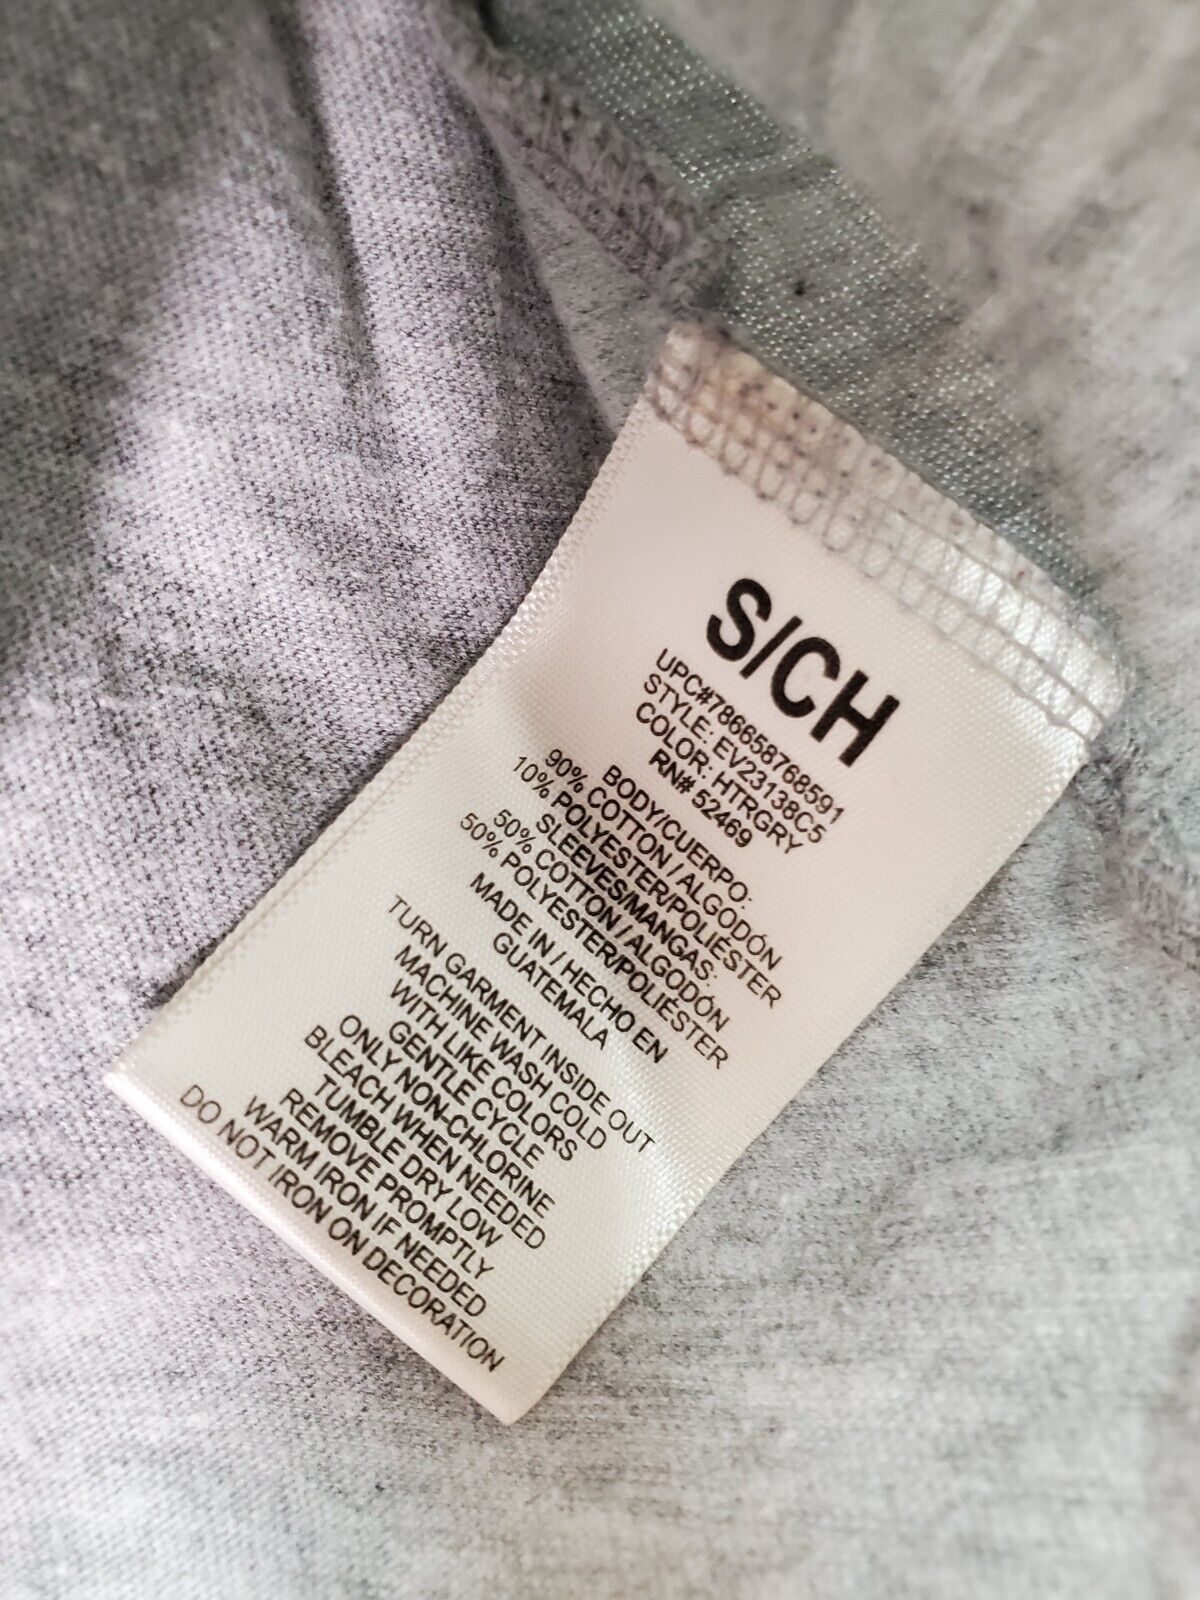 S/CH
UPC#786658768591
STYLE: EV23138C5
COLOR: HTRGRY
RN# 52469
BODY/CUERPO:
90% COTTON / ALGODÓN
10% POLYESTER/POLIÉSTER
SLEEVES/MANGAS:
50% COTTON / ALGODÓN
50% POLYESTER/POLIÉSTER
MADE IN / HECHO EN
GUATEMALA
TURN GARMENT INSIDE OUT
MACHINE WASH COLD
WITH LIKE COLORS
GENTLE CYCLE
ONLY NON-CHLORINE
BLEACH WHEN NEEDED
TUMBLE DRY LOW
REMOVE PROMPTLY
WARM IRON IF NEEDED
DO NOT IRON ON DECORATION